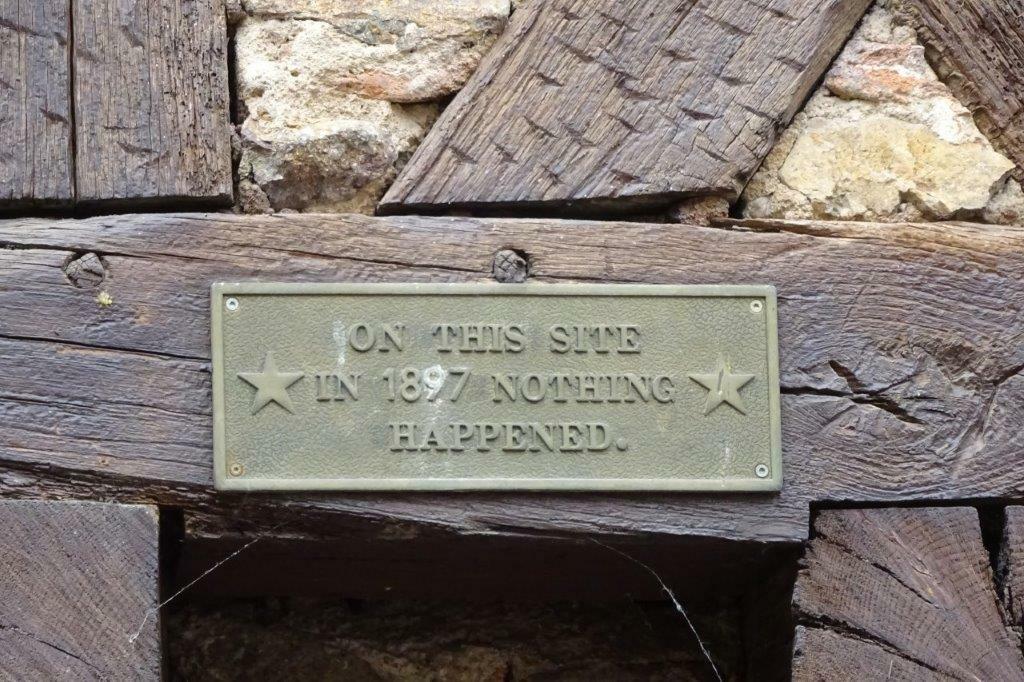 ON THIS SITE
IN 1897 NOTHING
HAPPENED.